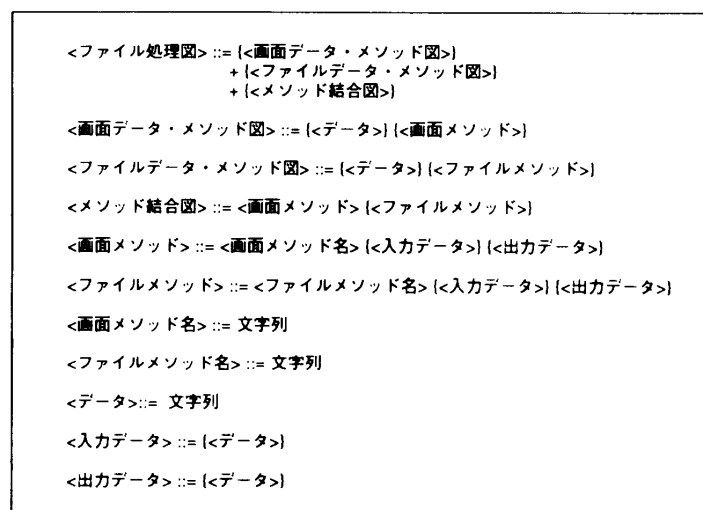 <ファイル処理図> ::= {<画面データ・メソッド図>}
+ {<ファイルデータ・メソッド図>}
+ {<メソッド結合図>}
<画面データ・メソッド図> ::= {<データ>} {<画面メソッド>}
<ファイルデータ・メソッド図> ::= {<データ>} {<ファイルメソッド>}
<メソッド結合図> ::= <画面メソッド> {<ファイルメソッド>}
<画面メソッド> ::= <画面メソッド名> {<入力データ>} {<出力データ>}
<ファイルメソッド> ::= <ファイルメソッド名> {<入力データ>} {<出力データ>}
<画面メソッド名> ::= 文字列
<ファイルメソッド名> ::= 文字列
<データ>::= 文字列
<入力データ> ::= {<データ>}
<出力データ> ::= {<データ>}